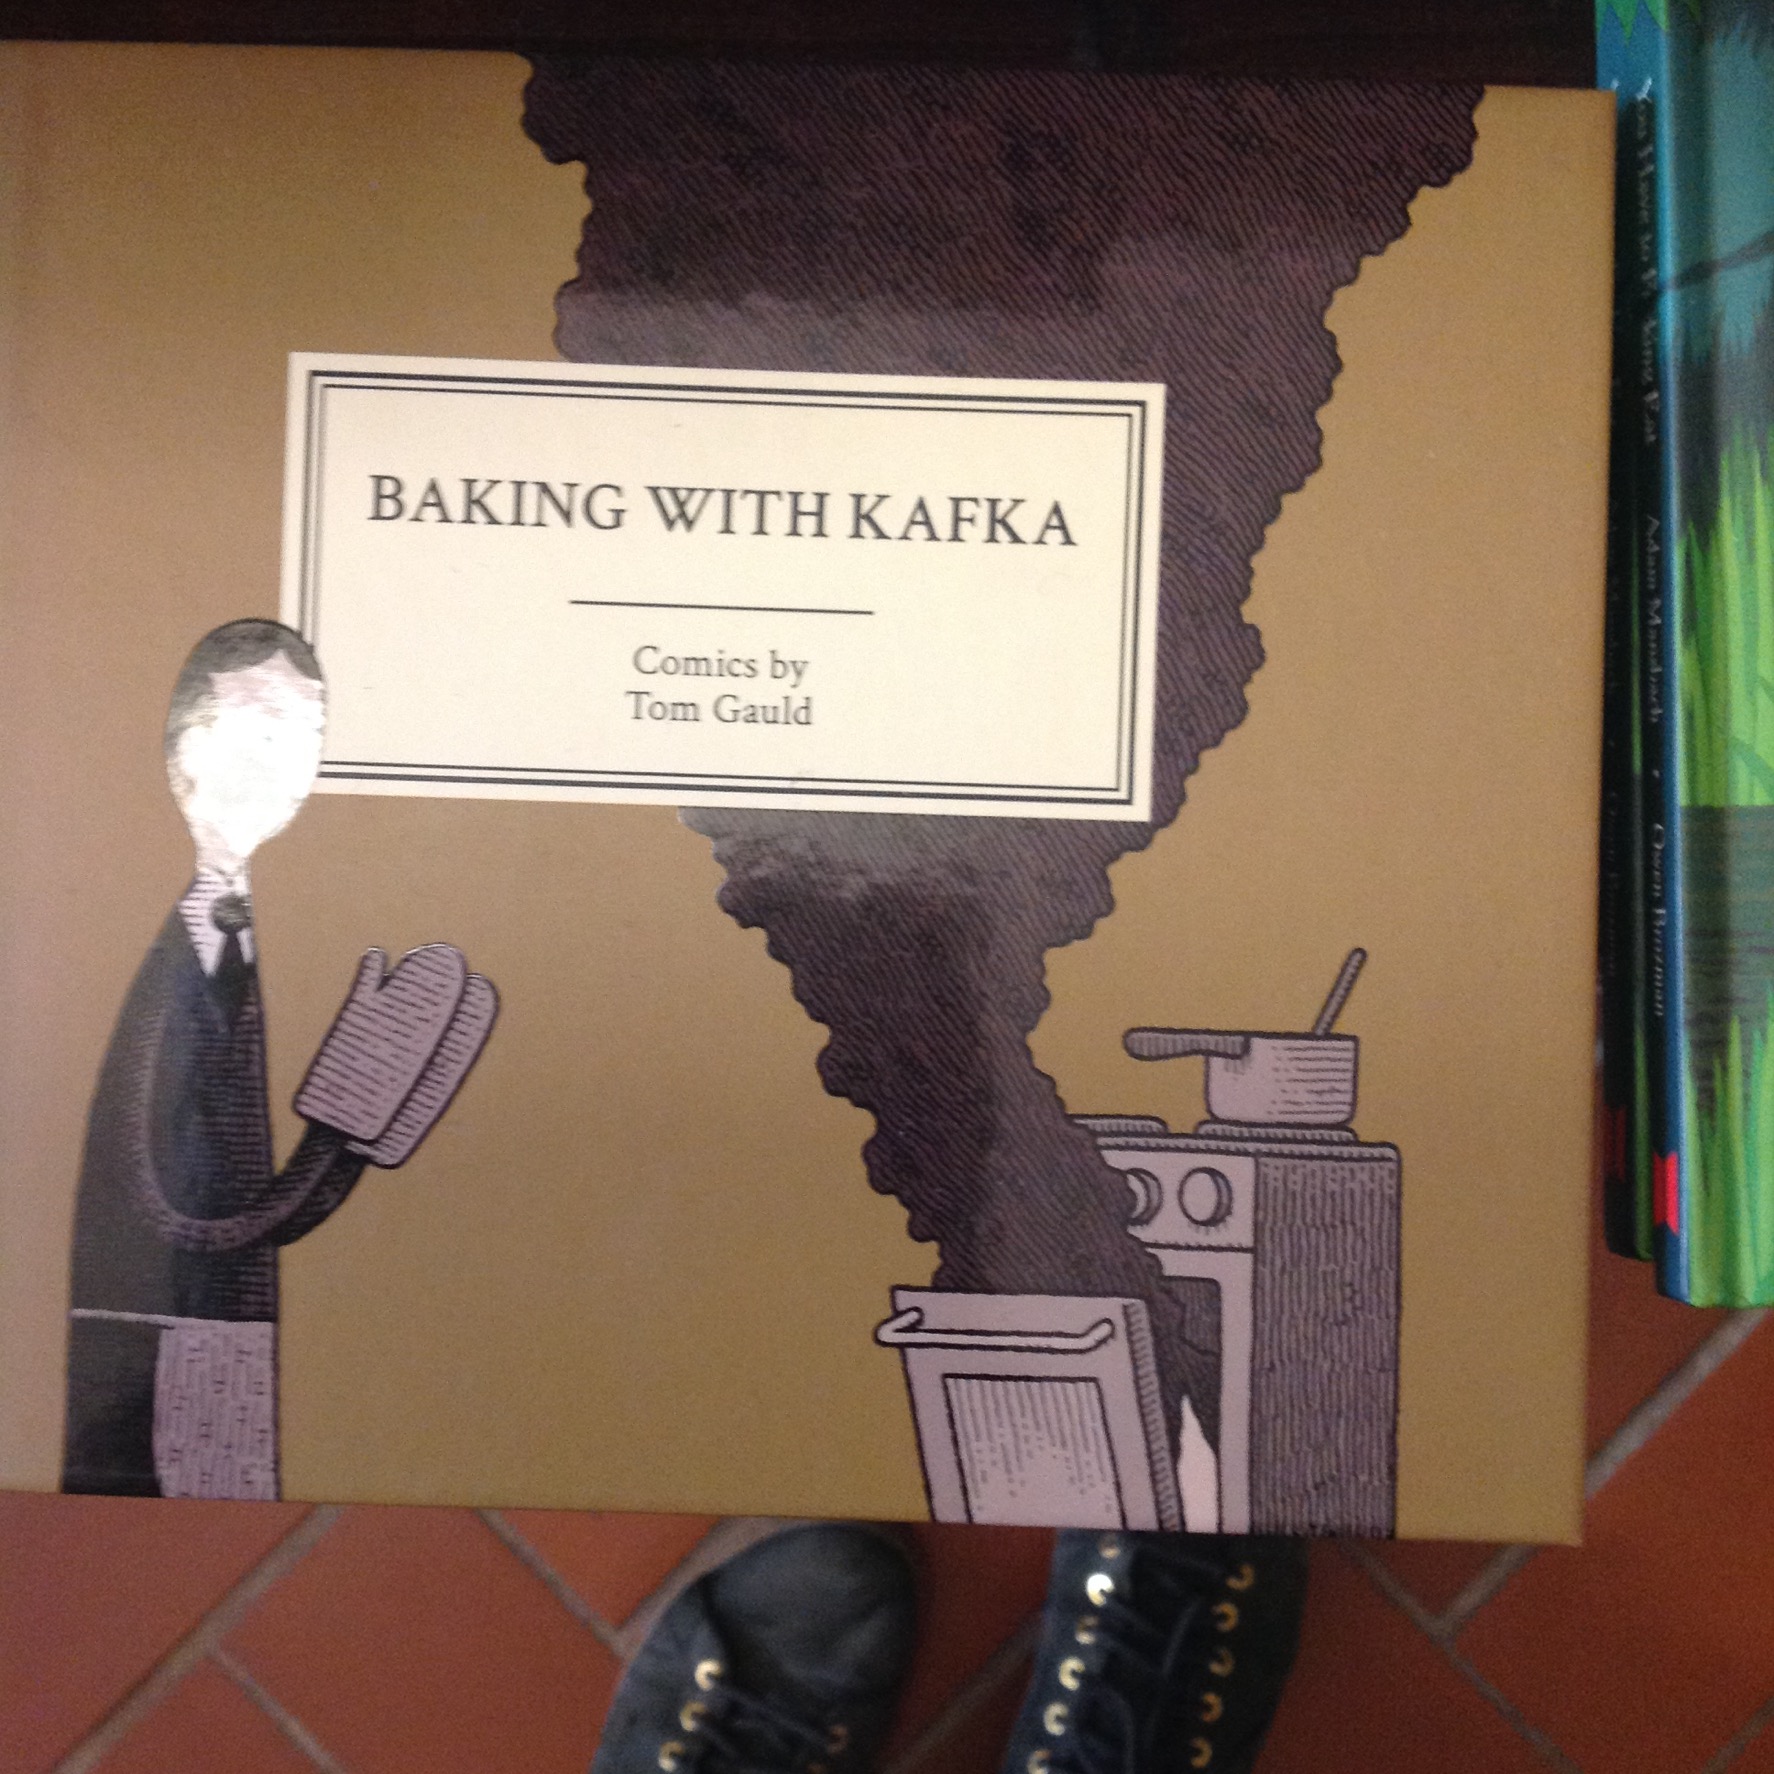 BAKING WITH KAFKA
Comics by
Tom Gauld